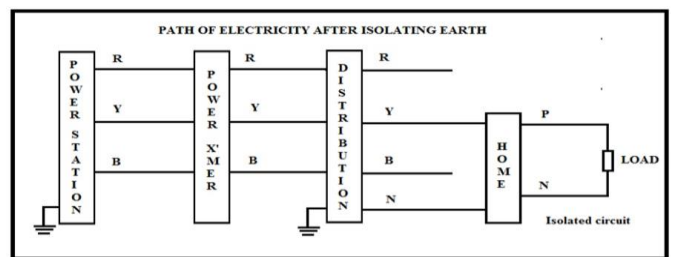 PATH OF ELECTRICITY AFTER ISOLATING EARTH
POWER STATION
R
Y
B
POWER X'MER
R
Y
B
DISTRIBUTION
R
Y
B
N
HOME
P
N
LOAD
Isolated circuit